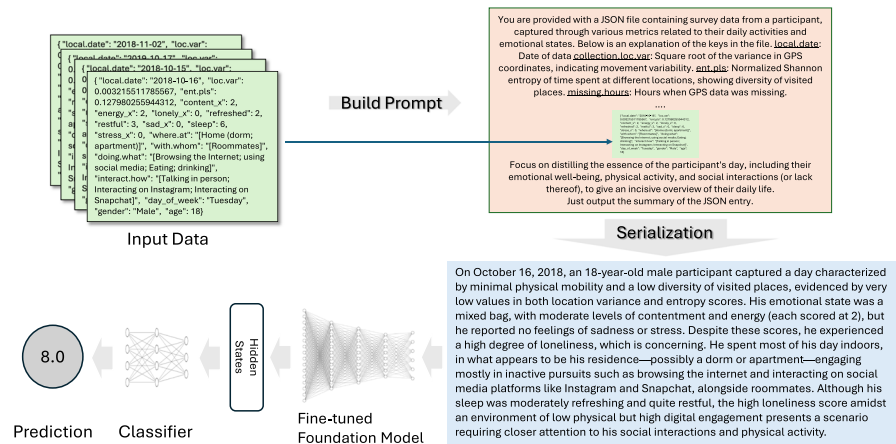 { "local.date": "2018-11-02", "loc.var":
{ "local.date": "2019-10-17", "loc.var":
{ "local.date": "2018-10-15", "loc.var":
{ "local.date": "2018-10-16", "loc.var":
0.003215511785567, "ent.pls":
0.127980255944312, "content_x": 2,
"energy_x": 2, "lonely_x": 0, "refreshed": 2,
"restful": 3, "sad_x": 0, "sleep": 6,
"stress_x": 0, "where.at": "[Home (dorm;
apartment)]", "with.whom": "[Roommates]",
"doing.what": "[Browsing the Internet; using
social media; Eating; drinking]",
"interact.how": "[Talking in person;
Interacting on Instagram; Interacting on
Snapchat]", "day_of_week": "Tuesday",
"gender": "Male", "age": 18}
Input Data
Build Prompt
You are provided with a JSON file containing survey data from a participant,
captured through various metrics related to their daily activities and
emotional states. Below is an explanation of the keys in the file. local.date:
Date of data collection.loc.var: Square root of the variance in GPS
coordinates, indicating movement variability. ent.pls: Normalized Shannon
entropy of time spent at different locations, showing diversity of visited
places. missing.hours: Hours when GPS data was missing.
....
Focus on distilling the essence of the participant's day, including their
emotional well-being, physical activity, and social interactions (or lack
thereof), to give an incisive overview of their daily life.
Just output the summary of the JSON entry.
Serialization
On October 16, 2018, an 18-year-old male participant captured a day characterized
by minimal physical mobility and a low diversity of visited places, evidenced by very
low values in both location variance and entropy scores. His emotional state was a
mixed bag, with moderate levels of contentment and energy (each scored at 2), but
he reported no feelings of sadness or stress. Despite these scores, he experienced
a high degree of loneliness, which is concerning. He spent most of his day indoors,
in what appears to be his residence—possibly a dorm or apartment—engaging
mostly in inactive pursuits such as browsing the internet and interacting on social
media platforms like Instagram and Snapchat, alongside roommates. Although his
sleep was moderately refreshing and quite restful, the high loneliness score amidst
an environment of low physical but high digital engagement presents a scenario
requiring closer attention to his social interactions and physical activity.
Fine-tuned
Foundation Model
Hidden
States
Classifier
8.0
Prediction